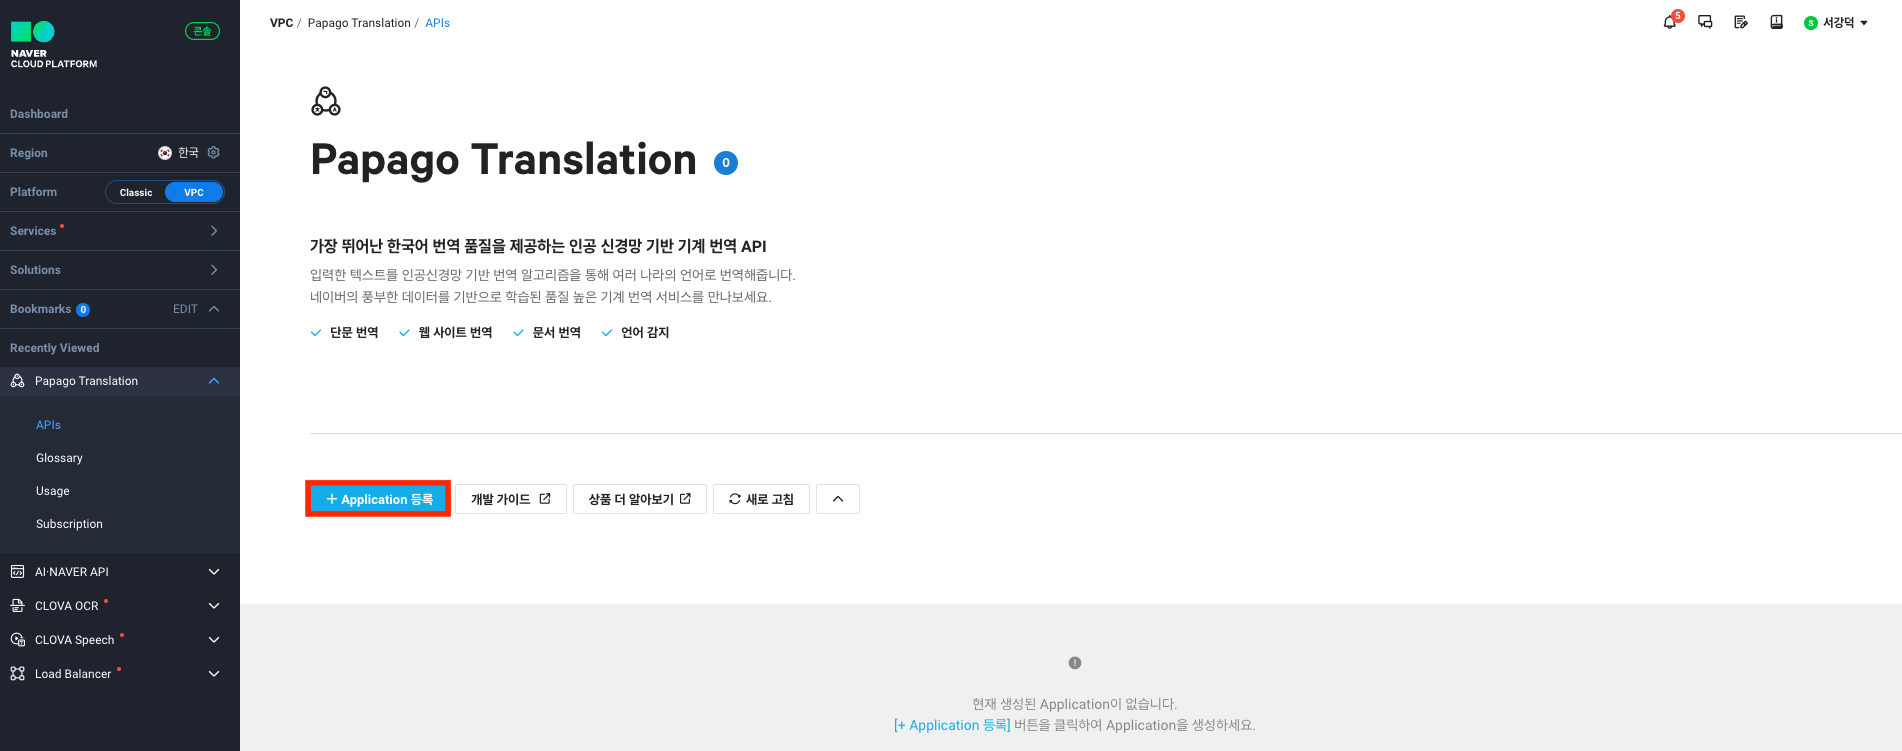 NAVER
CLOUD PLATFORM
콘솔
Dashboard
Region 한국
Platform Classic VPC
Services
Solutions
Bookmarks 0 EDIT
Recently Viewed
Papago Translation
APIs
Glossary
Usage
Subscription
AI·NAVER API
CLOVA OCR
CLOVA Speech
Load Balancer
VPC / Papago Translation / APIs
5
S 서강덕
Papago Translation 0
가장 뛰어난 한국어 번역 품질을 제공하는 인공 신경망 기반 기계 번역 API
입력한 텍스트를 인공신경망 기반 번역 알고리즘을 통해 여러 나라의 언어로 번역해줍니다.
네이버의 풍부한 데이터를 기반으로 학습된 품질 높은 기계 번역 서비스를 만나보세요.
단문 번역 웹 사이트 번역 문서 번역 언어 감지
+ Application 등록 개발 가이드 상품 더 알아보기 새로 고침
현재 생성된 Application이 없습니다.
[+ Application 등록] 버튼을 클릭하여 Application을 생성하세요.